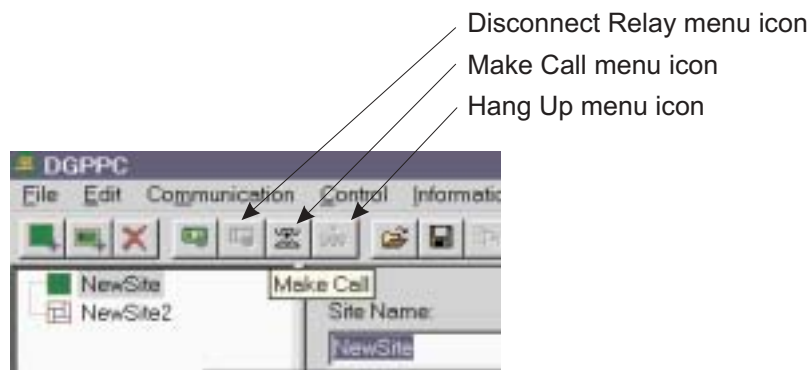 Disconnect Relay menu icon
Make Call menu icon
Hang Up menu icon
DGPPC
File Edit Communication Control Informatio
NewSite
Make Call
NewSite2
Site Name:
NewSite